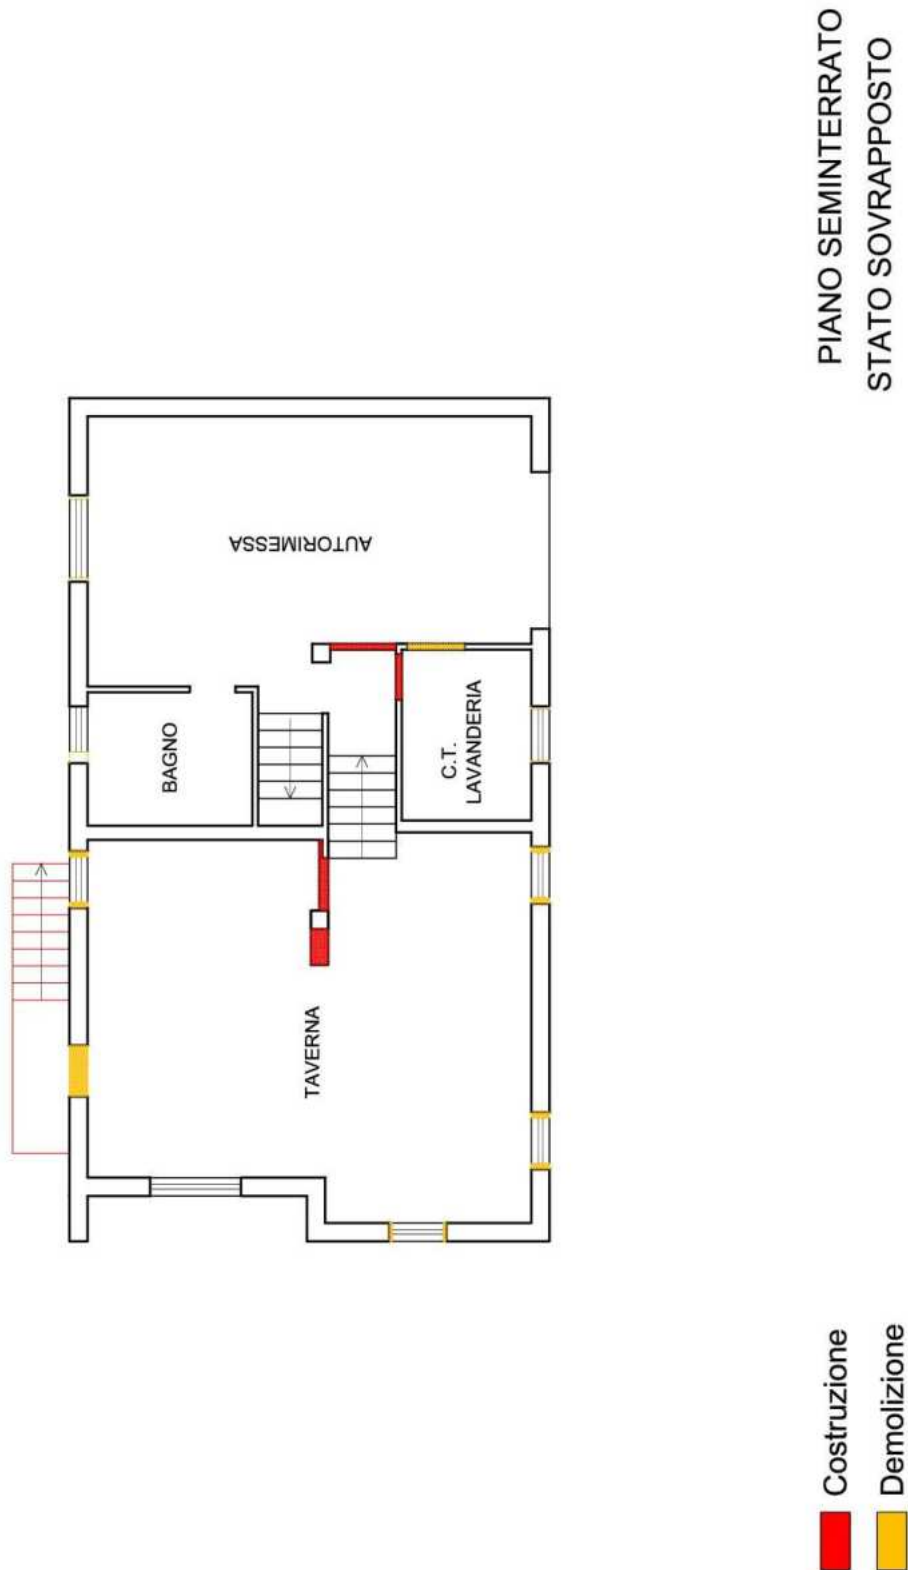 AUTORIMESSA
BAGNO
C.T.
LAVANDERIA
TAVERNA
PIANO SEMINTERRATO
STATO SOVRAPPOSTO
Costruzione
Demolizione